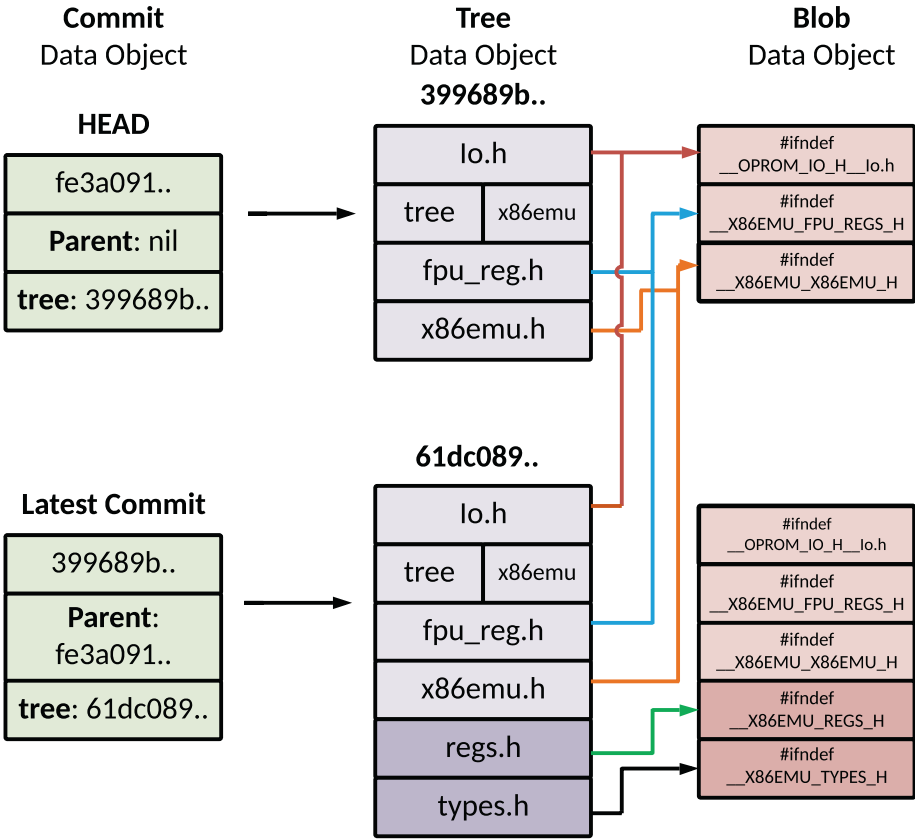 Commit
Data Object
Tree
Data Object
Blob
Data Object
HEAD
fe3a091..
Parent: nil
tree: 399689b..
399689b..
Io.h
tree
x86emu
fpu_reg.h
x86emu.h
#ifndef
__OPROM_IO_H__Io.h
#ifndef
__X86EMU_FPU_REGS_H
#ifndef
__X86EMU_X86EMU_H
Latest Commit
399689b..
Parent:
fe3a091..
tree: 61dc089..
61dc089..
Io.h
tree
x86emu
fpu_reg.h
x86emu.h
regs.h
types.h
#ifndef
__OPROM_IO_H__Io.h
#ifndef
__X86EMU_FPU_REGS_H
#ifndef
__X86EMU_X86EMU_H
#ifndef
__X86EMU_REGS_H
#ifndef
__X86EMU_TYPES_H